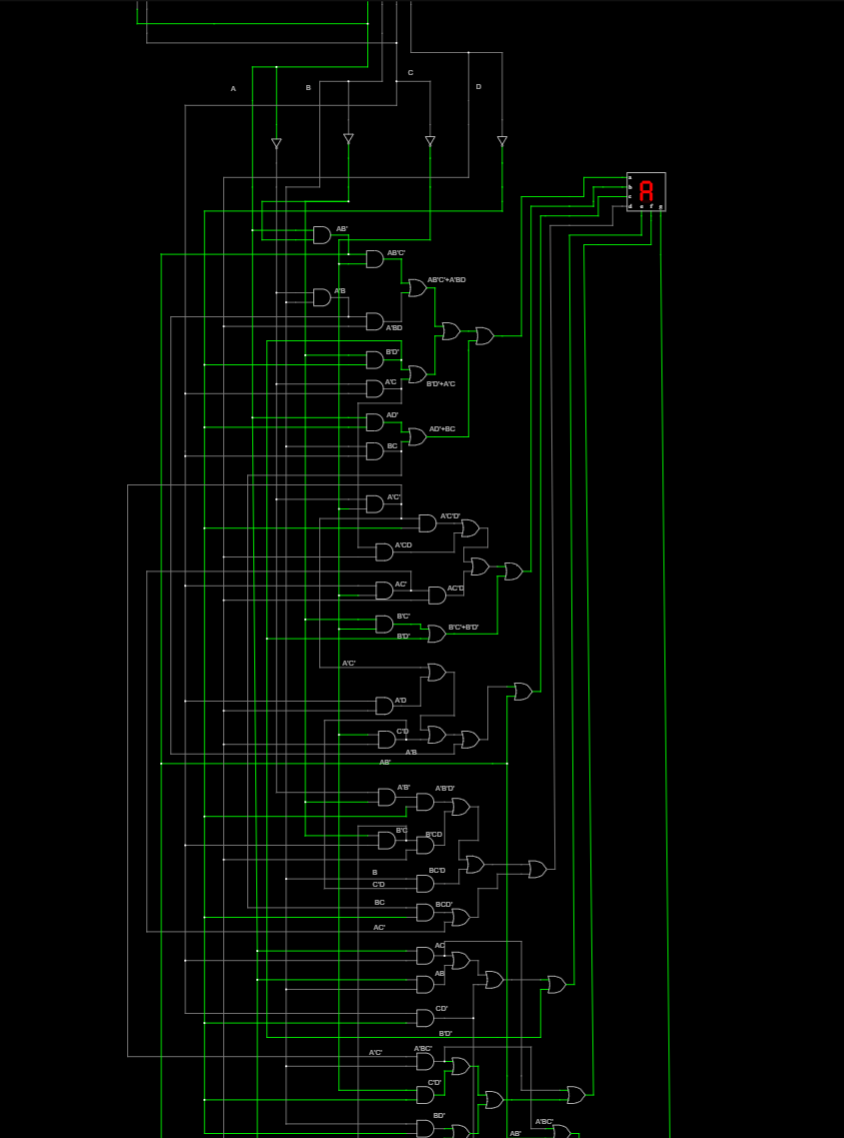 A
B
C
D
a
b
c
d
e f g
AB'
AB'C'
AB'C'+A'BD
A'B
A'BD
B'D'
A'C
B'D'+A'C
AD'
AD'+BC
BC
A'C'
A'C'D'
A'CD
AC'
AC'D
B'C'
B'C'+B'D'
B'D'
A'C'
A'D
C'D
A'B
AB'
A'B'
A'B'D'
B'C
B'CD
B
BC'D
C'D
BC
BCD'
AC'
AC
AB
CD'
B'D'
A'BC'
A'C'
C'D'
BD'
A'BC'
AB'